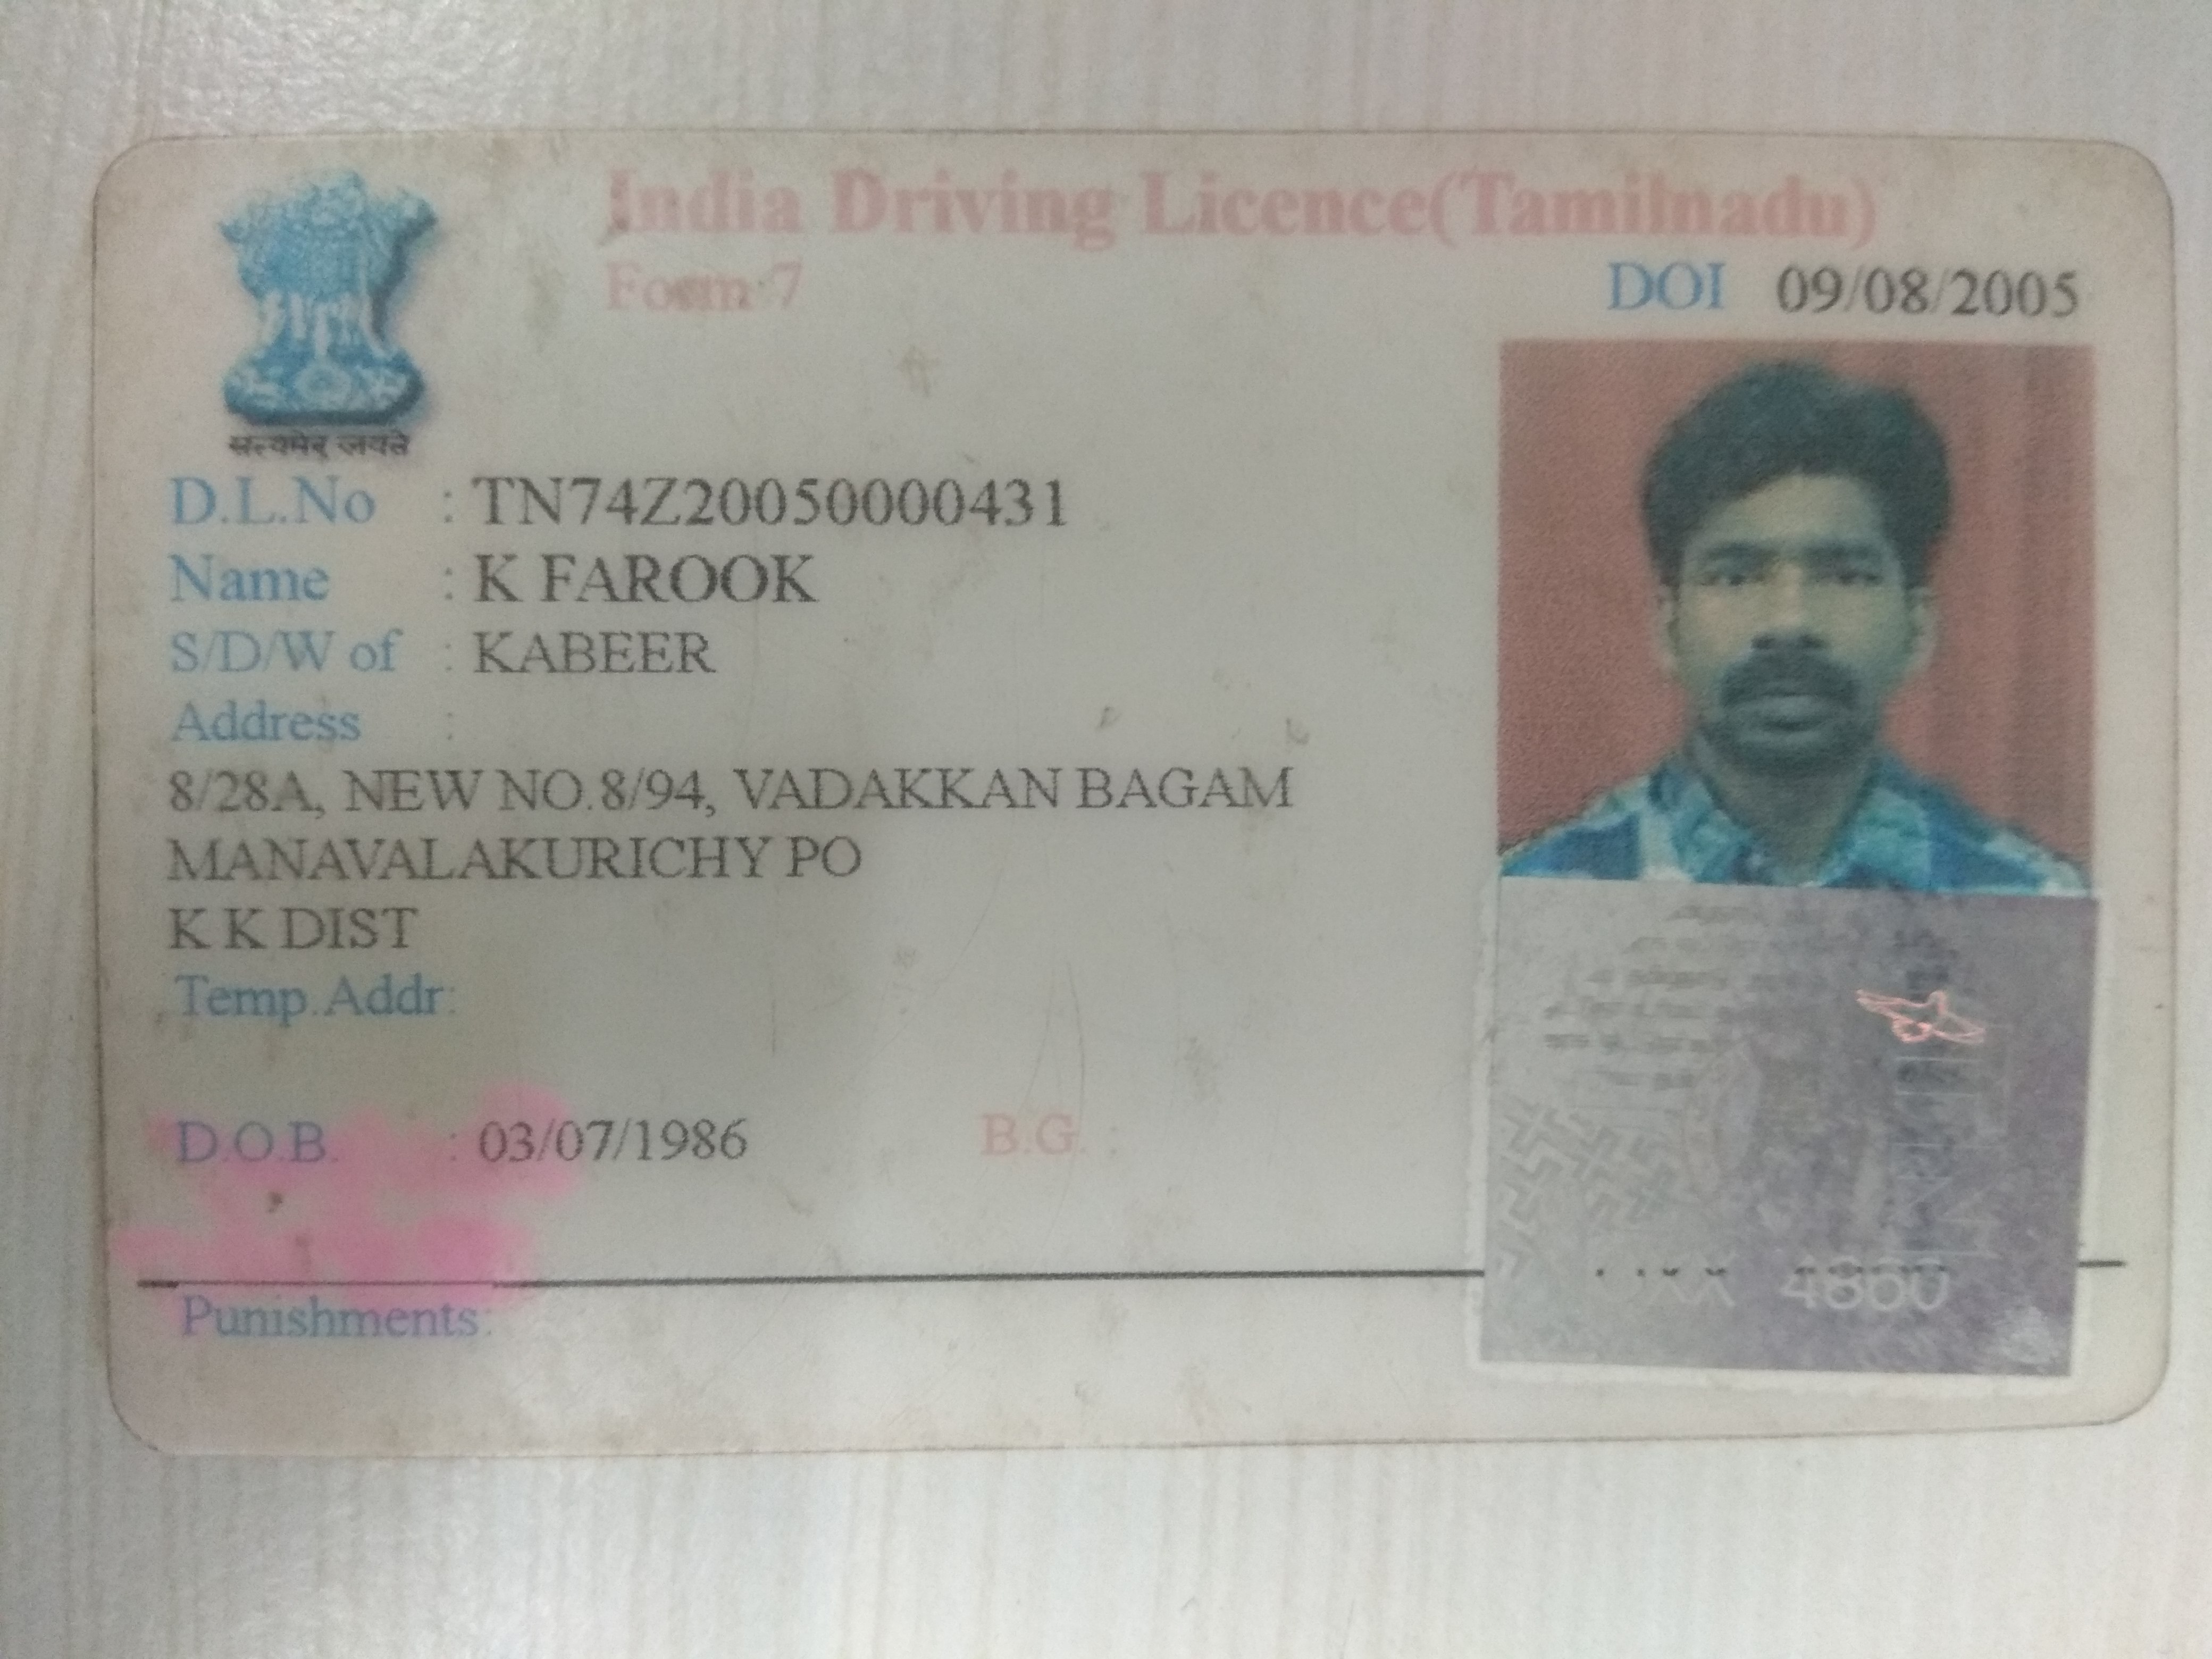 India Driving Licence(Tamilnadu)
Form 7
DOI 09/08/2005
सत्यमेव जयते
D.L.No : TN74Z20050000431
Name : K FAROOK
S/D/W of : KABEER
Address :
8/28A, NEW NO.8/94, VADAKKAN BAGAM
MANAVALAKURICHY PO
K K DIST
Temp.Addr:
D.O.B. : 03/07/1986 B.G. :
4860
Punishments: